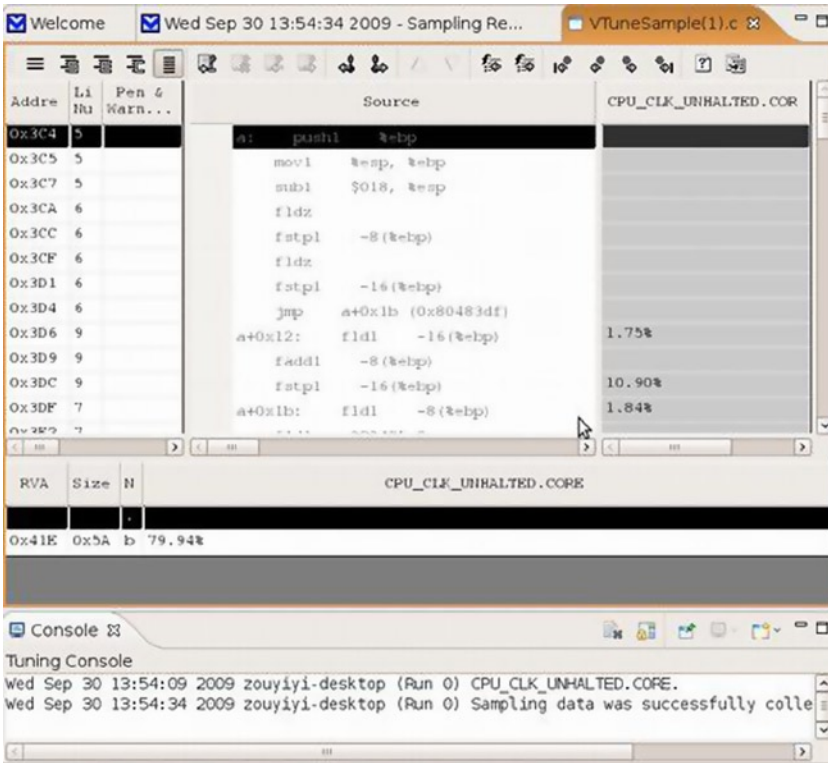 Welcome
Wed Sep 30 13:54:34 2009 - Sampling Re...
VTuneSample(1).c
Addre Li Nu Pen & Warn... Source CPU_CLK_UNHALTED.COR
0x3C4 5 a: pushl %ebp
0x3C5 5 movl %esp, %ebp
0x3C7 5 subl $018, %esp
0x3CA 6 fldz
0x3CC 6 fstpl -8(%ebp)
0x3CF 6 fldz
0x3D1 6 fstpl -16(%ebp)
0x3D4 6 jmp a+0x1b (0x80483df)
0x3D6 9 a+0x12: fldl -16(%ebp) 1.75%
0x3D9 9 faddl -8(%ebp)
0x3DC 9 fstpl -16(%ebp) 10.90%
0x3DF 7 a+0x1b: fldl -8(%ebp) 1.84%
0x3E2 7
RVA Size N CPU_CLK_UNHALTED.CORE
0x41E 0x5A b 79.94%
Console
Tuning Console
Wed Sep 30 13:54:09 2009 zouyiyi-desktop (Run 0) CPU_CLK_UNHALTED.CORE.
Wed Sep 30 13:54:34 2009 zouyiyi-desktop (Run 0) Sampling data was successfully colle